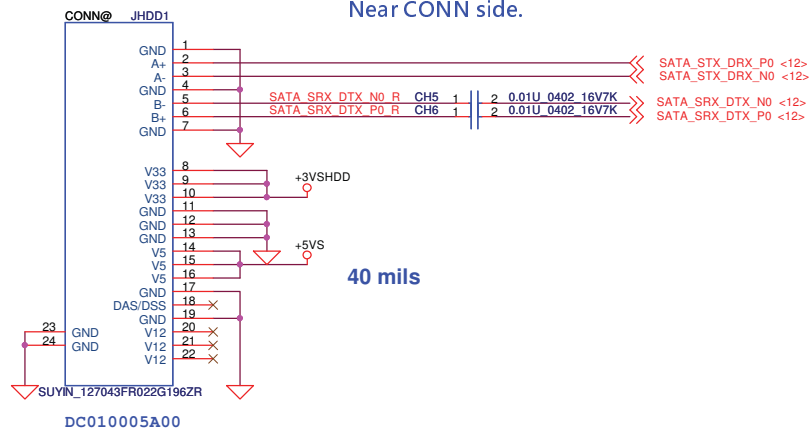 Near CONN side.
CONN@ JHDD1
GND 1
A+ 2 SATA_STX_DRX_P0 <12>
A- 3 SATA_STX_DRX_N0 <12>
GND 4
B- 5 SATA_SRX_DTX_N0_R CH5 1 2 0.01U_0402_16V7K SATA_SRX_DTX_N0 <12>
B+ 6 SATA_SRX_DTX_P0_R CH6 1 2 0.01U_0402_16V7K SATA_SRX_DTX_P0 <12>
GND 7
V33 8
+3VSHDD
V33 9
V33 10
GND 11
GND 12
GND 13
V5 14
+5VS
V5 15
V5 16
40 mils
GND 17
DAS/DSS 18
GND 19
23 GND V12 20
24 GND V12 21
V12 22
SUYIN_127043FR022G196ZR
DC010005A00